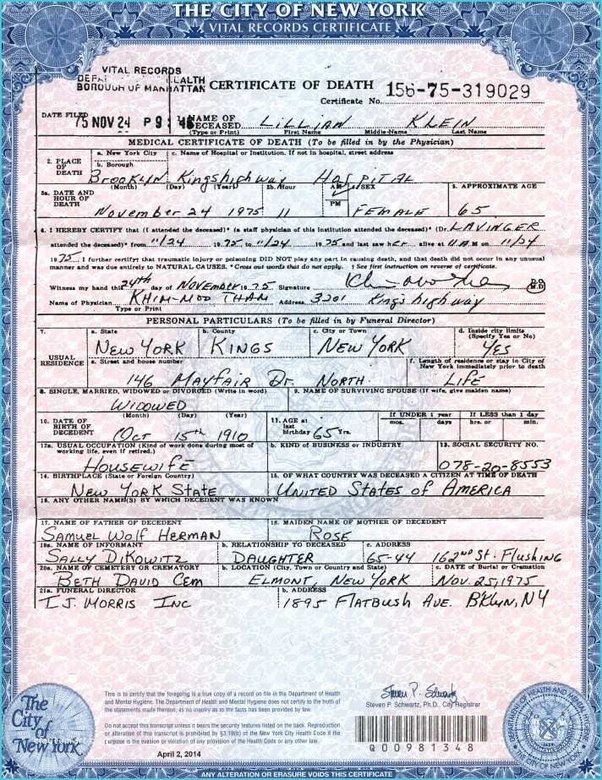 THE CITY OF NEW YORK
VITAL RECORDS CERTIFICATE
VITAL RECORDS
BOROUGH OF MANHATTAN
CERTIFICATE OF DEATH
Certificate No. 156-75-319029
DATE FILED 75 NOV 24 P 9
NAME OF DECEASED LILLIAN KLEIN
(Type or Print) First Name Middle Name Last Name
MEDICAL CERTIFICATE OF DEATH (To be filled in by the Physician)
2. PLACE OF DEATH
a. New York City c. Name of Hospital or Institution. If not in hospital, street address
b. Borough
Brooklyn Kingshighway Hospital
3a. DATE AND HOUR OF DEATH (Month) (Day) (Year) 3b. Hour AM PM SEX 5. APPROXIMATE AGE
November 24 1975 11 FEMALE 65
4. I HEREBY CERTIFY that (I attended the deceased)* (a staff physician of this institution attended the deceased)* (Dr. LAVINGER
attended the deceased)* from 11/24 1975 to 11/24 1975 and last saw her alive at 11 AM on 11/24
1975. I further certify that traumatic injury or poisoning DID NOT play any part in causing death, and that death did not occur in any unusual
manner and was due entirely to NATURAL CAUSES. * Cross out words that do not apply. † See first instruction on reverse of certificate.
Witness my hand this 24th day of NOVEMBER 1975 Signature
Name of Physician KHIM-MOO THAM Address 3201 King's highway
Type or Print
PERSONAL PARTICULARS (To be filled in by Funeral Director)
7. USUAL RESIDENCE a. State b. County c. City or Town d. Inside city limits (Specify Yes or No)
NEW YORK KINGS NEW YORK YES
e. Street and house number f. Length of residence or stay in City of New York immediately prior to death
146 Mayfair Dr. North LIFE
8. SINGLE, MARRIED, WIDOWED OR DIVORCED (Write in word) 9. NAME OF SURVIVING SPOUSE (If wife, give maiden name)
WIDOWED
10. DATE OF BIRTH OF DECEDENT (Month) (Day) (Year) 11. AGE at last birthday If UNDER 1 year mos. days If LESS than 1 day hrs. or min.
Oct 15th 1910 65 Yrs.
12a. USUAL OCCUPATION (Kind of work done during most of working life, even if retired.) b. KIND OF BUSINESS or INDUSTRY 13. SOCIAL SECURITY NO.
HOUSEWIFE 078-20-8553
14. BIRTHPLACE (State or Foreign Country) 15. OF WHAT COUNTRY WAS DECEASED A CITIZEN AT TIME OF DEATH
NEW YORK STATE UNITED STATES of AMERICA
16. ANY OTHER NAME(S) BY WHICH DECEDENT WAS KNOWN
17. NAME OF FATHER OF DECEDENT 18. MAIDEN NAME OF MOTHER OF DECEDENT
SAMUEL WOLF HERMAN ROSE
19a. NAME OF INFORMANT b. RELATIONSHIP TO DECEASED c. ADDRESS
SALLY DIKOWITZ DAUGHTER 65-44 162nd St. Flushing
20a. NAME OF CEMETERY OR CREMATORY b. LOCATION (City, Town or Country and State) c. DATE of Burial or Cremation
BETH DAVID CEM ELMONT, NEW YORK NOV. 25, 1975
21a. FUNERAL DIRECTOR b. ADDRESS
I.J. MORRIS INC 1895 FLATBUSH AVE. B'KLYN, NY
The City of New York
This is to certify that the foregoing is a true copy of a record on file in the Department of Health
and Mental Hygiene. The Department of Health and Mental Hygiene does not certify to the truth of
the statements made thereon, as no inquiry as to the facts has been provided by law.
Steven P. Schwartz, Ph.D. City Registrar
Do not accept this transcript unless it bears the security features listed on the back. Reproduction
or alteration of this transcript is prohibited by §3.19(b) of the New York City Health Code if the
purpose is the evasion or violation of any provision of the Health Code or any other law.
April 2, 2014
Q00981348
ANY ALTERATION OR ERASURE VOIDS THIS CERTIFICATE